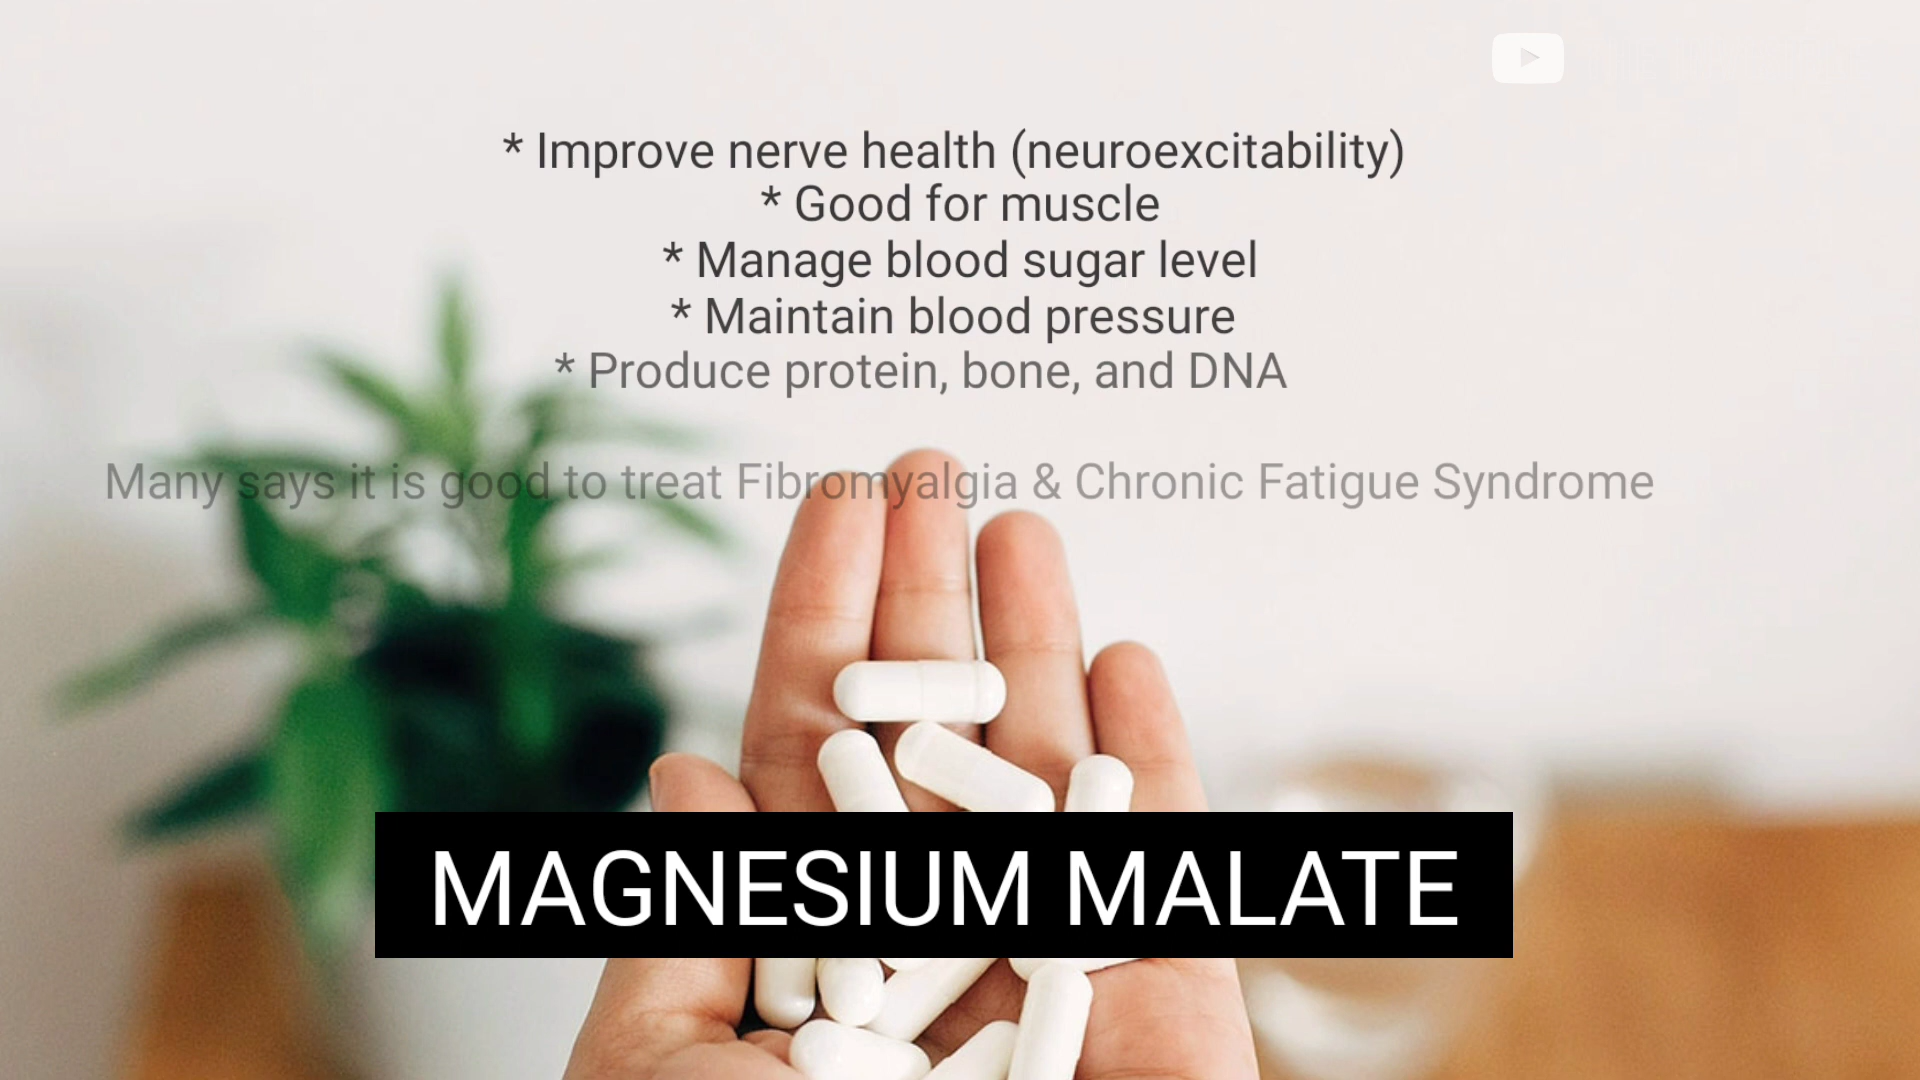 * Improve nerve health (neuroexcitability)
* Good for muscle
* Manage blood sugar level
* Maintain blood pressure
* Produce protein, bone, and DNA
Many says it is good to treat Fibromyalgia & Chronic Fatigue Syndrome
MAGNESIUM MALATE